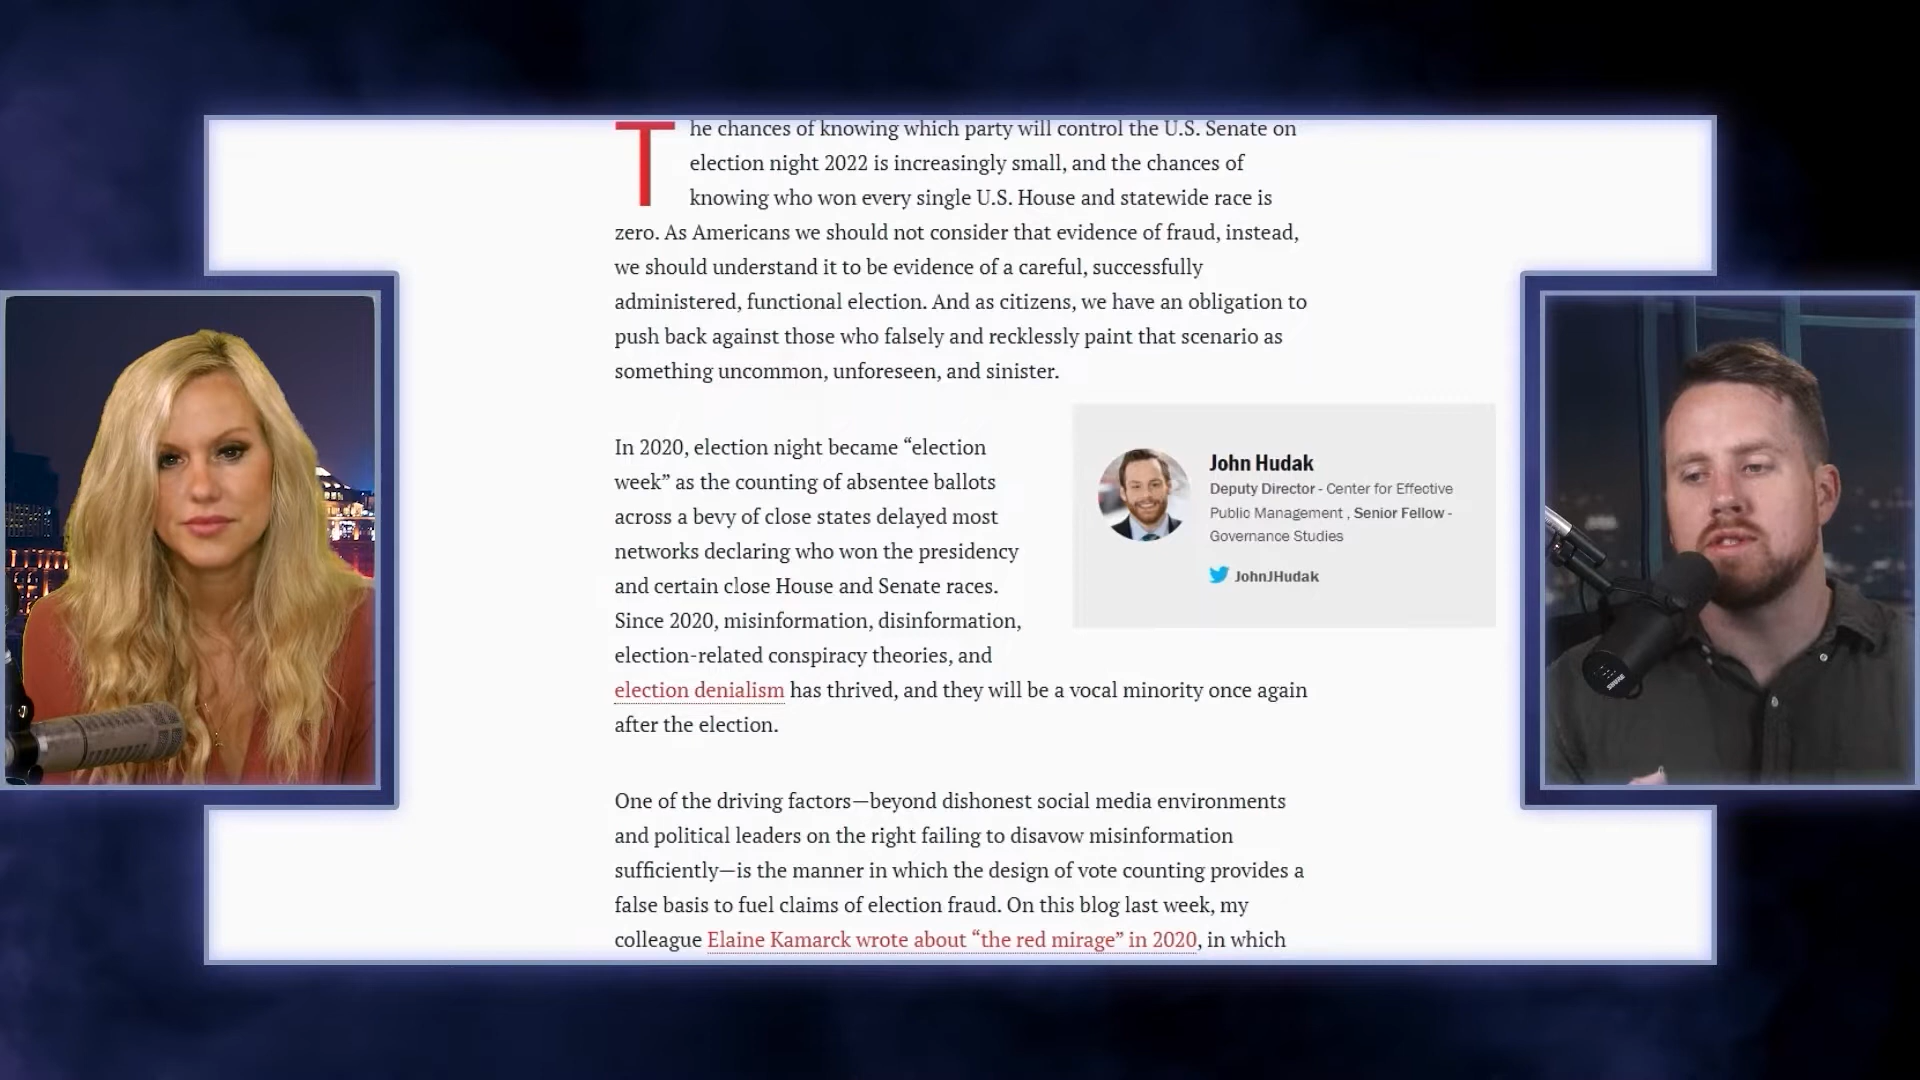 The chances of knowing which party will control the U.S. Senate on
election night 2022 is increasingly small, and the chances of
knowing who won every single U.S. House and statewide race is
zero. As Americans we should not consider that evidence of fraud, instead,
we should understand it to be evidence of a careful, successfully
administered, functional election. And as citizens, we have an obligation to
push back against those who falsely and recklessly paint that scenario as
something uncommon, unforeseen, and sinister.
In 2020, election night became “election
week” as the counting of absentee ballots
across a bevy of close states delayed most
networks declaring who won the presidency
and certain close House and Senate races.
Since 2020, misinformation, disinformation,
election-related conspiracy theories, and
election denialism has thrived, and they will be a vocal minority once again
after the election.
John Hudak
Deputy Director - Center for Effective
Public Management , Senior Fellow -
Governance Studies
JohnJHudak
One of the driving factors—beyond dishonest social media environments
and political leaders on the right failing to disavow misinformation
sufficiently—is the manner in which the design of vote counting provides a
false basis to fuel claims of election fraud. On this blog last week, my
colleague Elaine Kamarck wrote about “the red mirage” in 2020, in which
SHURE